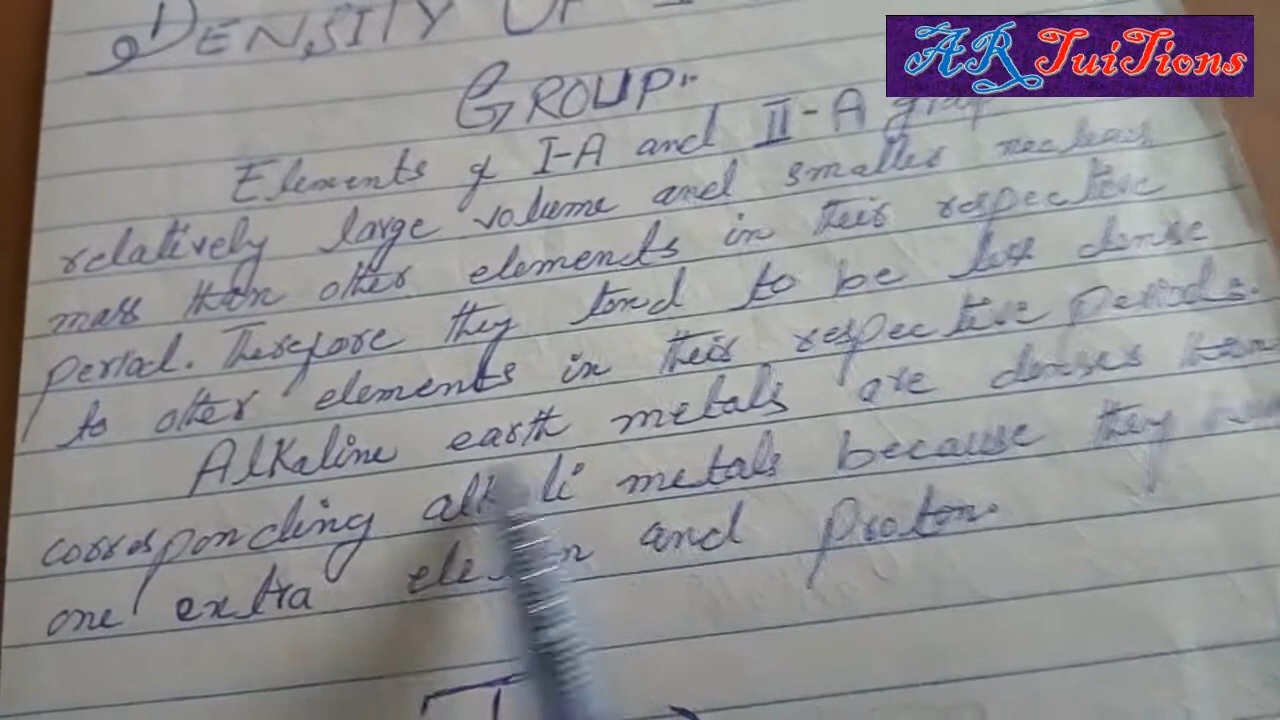 DENSITY OF
AR TuiTions
GROUP:
Elements of I-A and II-A group
relatively large volume and smaller nuclear
mass than other elements in their respective
period. Therefore they tend to be less dense
to other elements in their respective periods.
Alkaline earth metals are denser than
corresponding alkali metals because they
one extra and proton.